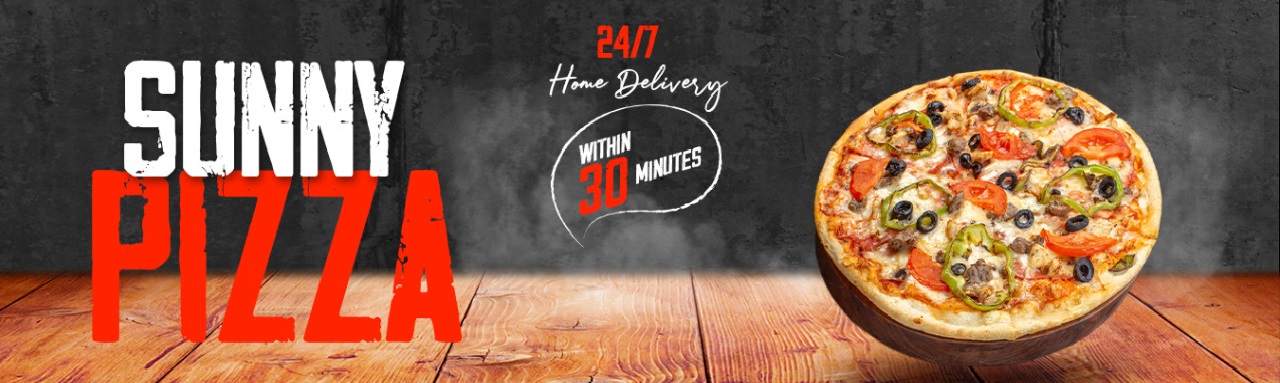 SUNNY
PIZZA
24/7
Home Delivery
WITHIN
30 MINUTES